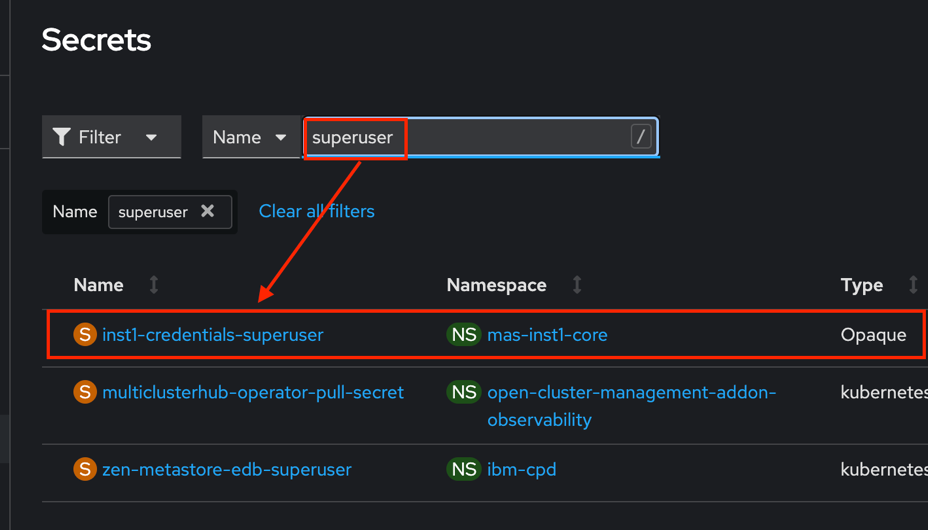 Secrets
Filter Name superuser /
Name superuser Clear all filters
Name Namespace Type
S inst1-credentials-superuser NS mas-inst1-core Opaque
S multiclusterhub-operator-pull-secret NS open-cluster-management-addon- kubernetes
observability
S zen-metastore-edb-superuser NS ibm-cpd kubernetes